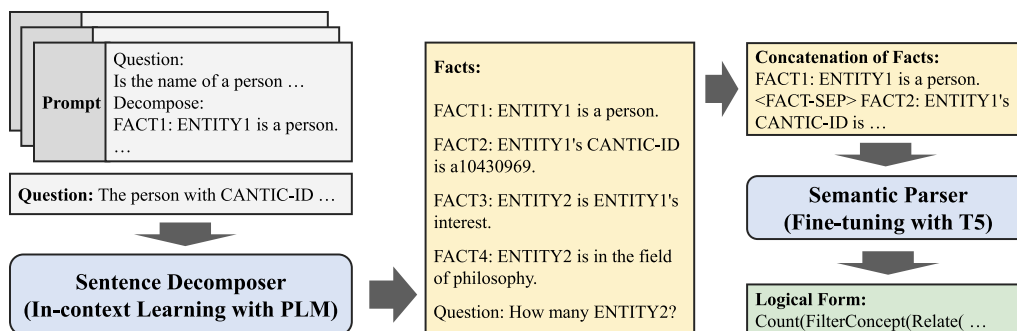 Prompt
Question:
Is the name of a person …
Decompose:
FACT1: ENTITY1 is a person.
…
Question: The person with CANTIC-ID …
Sentence Decomposer
(In-context Learning with PLM)
Facts:
FACT1: ENTITY1 is a person.
FACT2: ENTITY1's CANTIC-ID
is a10430969.
FACT3: ENTITY2 is ENTITY1's
interest.
FACT4: ENTITY2 is in the field
of philosophy.
Question: How many ENTITY2?
Concatenation of Facts:
FACT1: ENTITY1 is a person.
<FACT-SEP> FACT2: ENTITY1's
CANTIC-ID is …
Semantic Parser
(Fine-tuning with T5)
Logical Form:
Count(FilterConcept(Relate( …